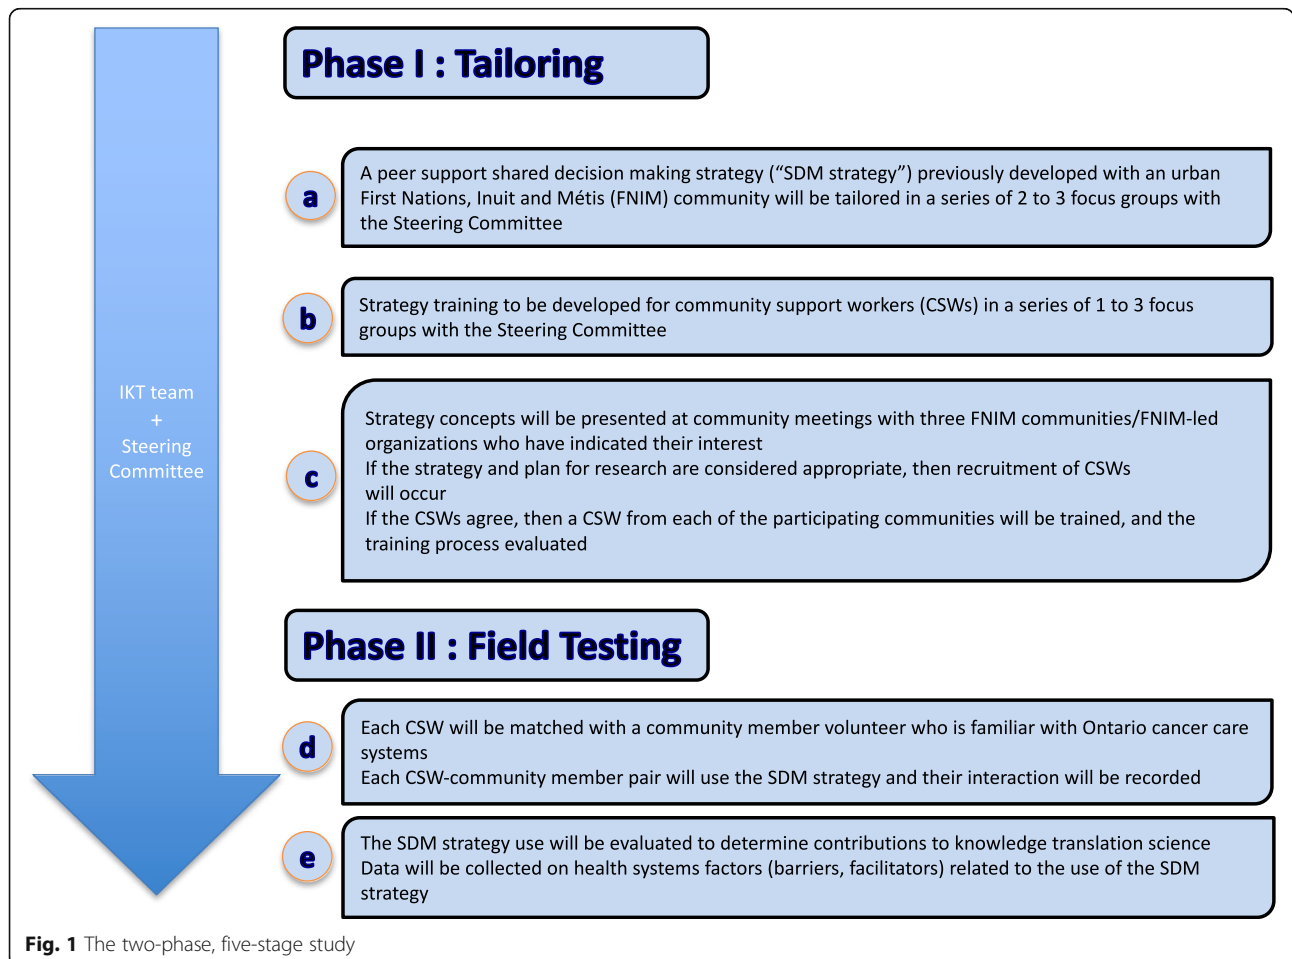 Phase I : Tailoring
a
A peer support shared decision making strategy (“SDM strategy”) previously developed with an urban
First Nations, Inuit and Métis (FNIM) community will be tailored in a series of 2 to 3 focus groups with
the Steering Committee
b
Strategy training to be developed for community support workers (CSWs) in a series of 1 to 3 focus
groups with the Steering Committee
IKT team
+
Steering
Committee
c
Strategy concepts will be presented at community meetings with three FNIM communities/FNIM-led
organizations who have indicated their interest
If the strategy and plan for research are considered appropriate, then recruitment of CSWs
will occur
If the CSWs agree, then a CSW from each of the participating communities will be trained, and the
training process evaluated
Phase II : Field Testing
d
Each CSW will be matched with a community member volunteer who is familiar with Ontario cancer care
systems
Each CSW-community member pair will use the SDM strategy and their interaction will be recorded
e
The SDM strategy use will be evaluated to determine contributions to knowledge translation science
Data will be collected on health systems factors (barriers, facilitators) related to the use of the SDM
strategy
Fig. 1 The two-phase, five-stage study